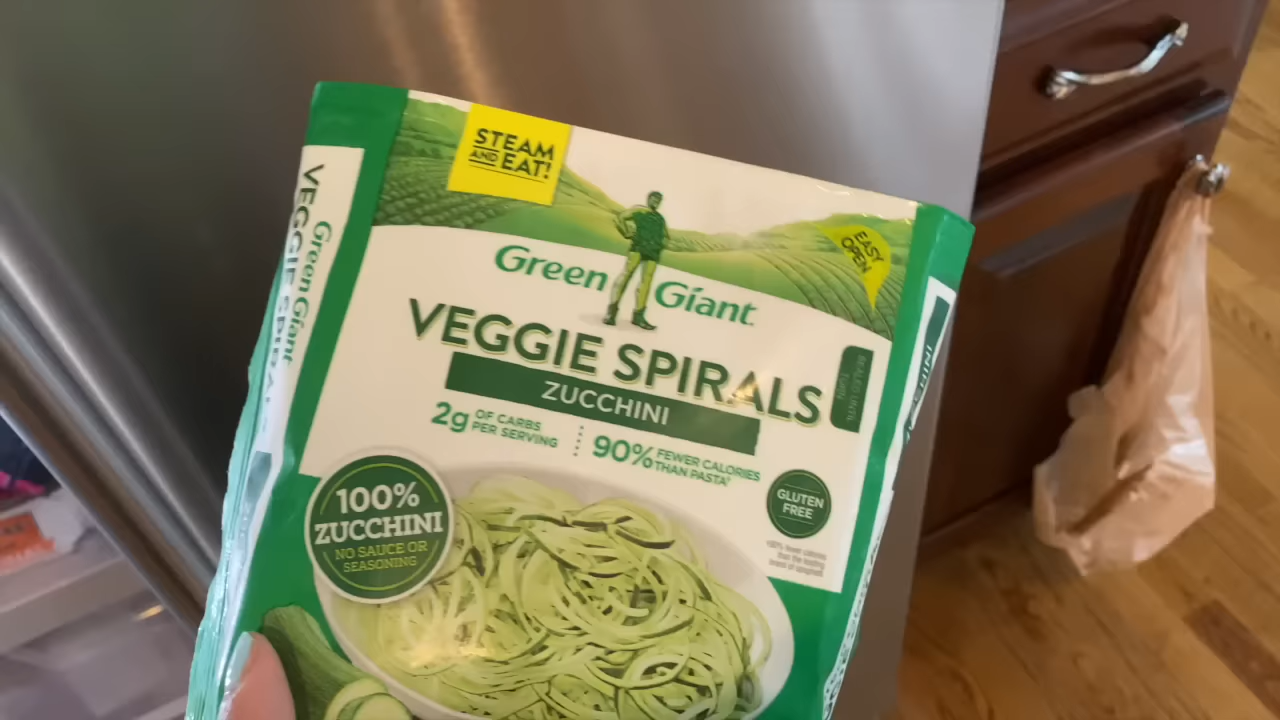 STEAM
AND EAT!
EASY
OPEN
Green Giant
VEGGIE SPIRALS
ZUCCHINI
2g OF CARBS
PER SERVING
90% FEWER CALORIES
THAN PASTA†
GLUTEN
FREE
100%
ZUCCHINI
NO SAUCE OR
SEASONING
Green Giant
VEGGIE SPIRALS